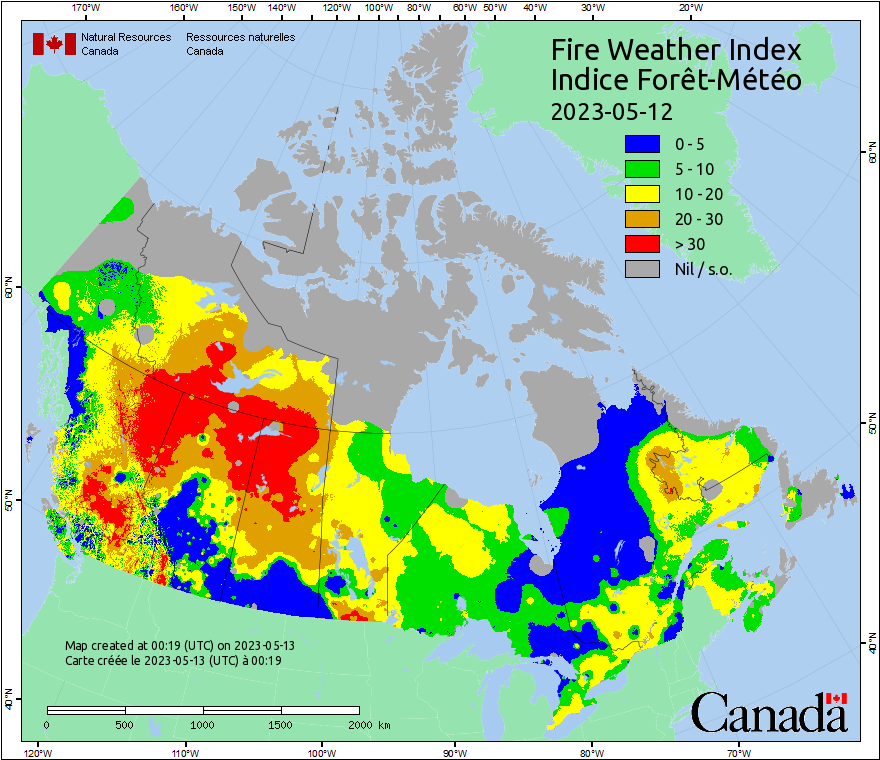 170°W 160°W 150°W 140°W 120°W 100°W 80°W 60°W 50°W 40°W 30°W 20°W
Natural Resources Ressources naturelles
Canada Canada
Fire Weather Index
Indice Forêt-Météo
2023-05-12
0 - 5
5 - 10
10 - 20
20 - 30
> 30
Nil / s.o.
60°N
60°N
50°N
50°N
40°N
40°N
Map created at 00:19 (UTC) on 2023-05-13
Carte créée le 2023-05-13 (UTC) à 00:19
0 500 1000 1500 2000 km
Canada
120°W 110°W 100°W 90°W 80°W 70°W